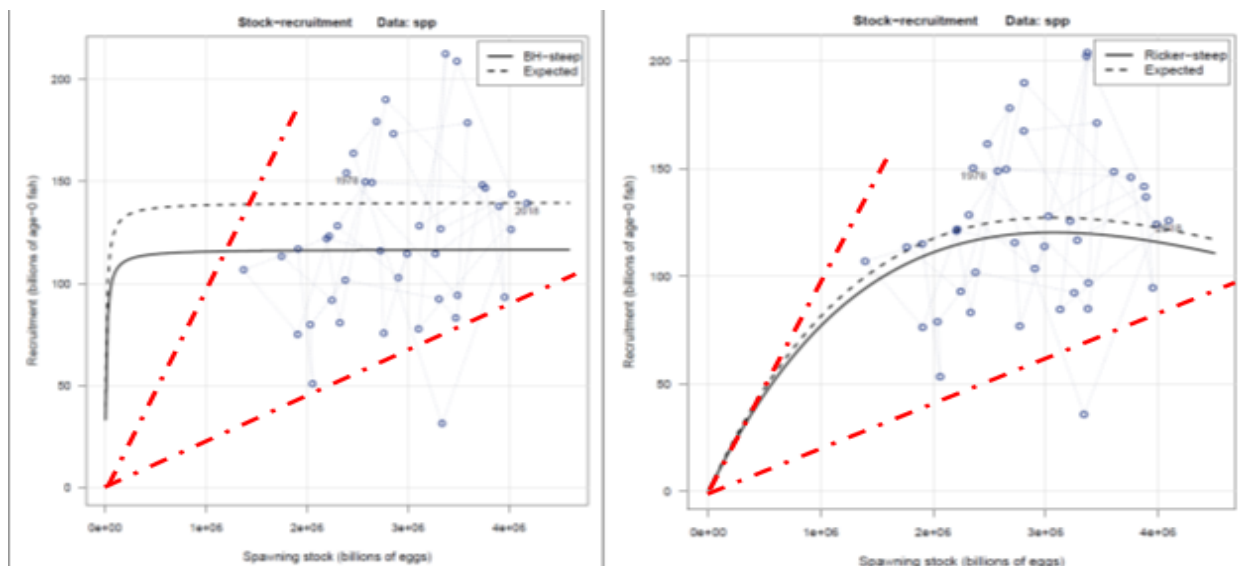 Stock-recruitment Data: spp
BH-steep
Expected
Recruitment (billions of age-0 fish)
200
150
100
50
0
1978
2018
0e+00 1e+06 2e+06 3e+06 4e+06
Spawning stock (billions of eggs)
Stock-recruitment Data: spp
Ricker-steep
Expected
Recruitment (billions of age-0 fish)
200
150
100
50
0
1978
0e+00 1e+06 2e+06 3e+06 4e+06
Spawning stock (billions of eggs)